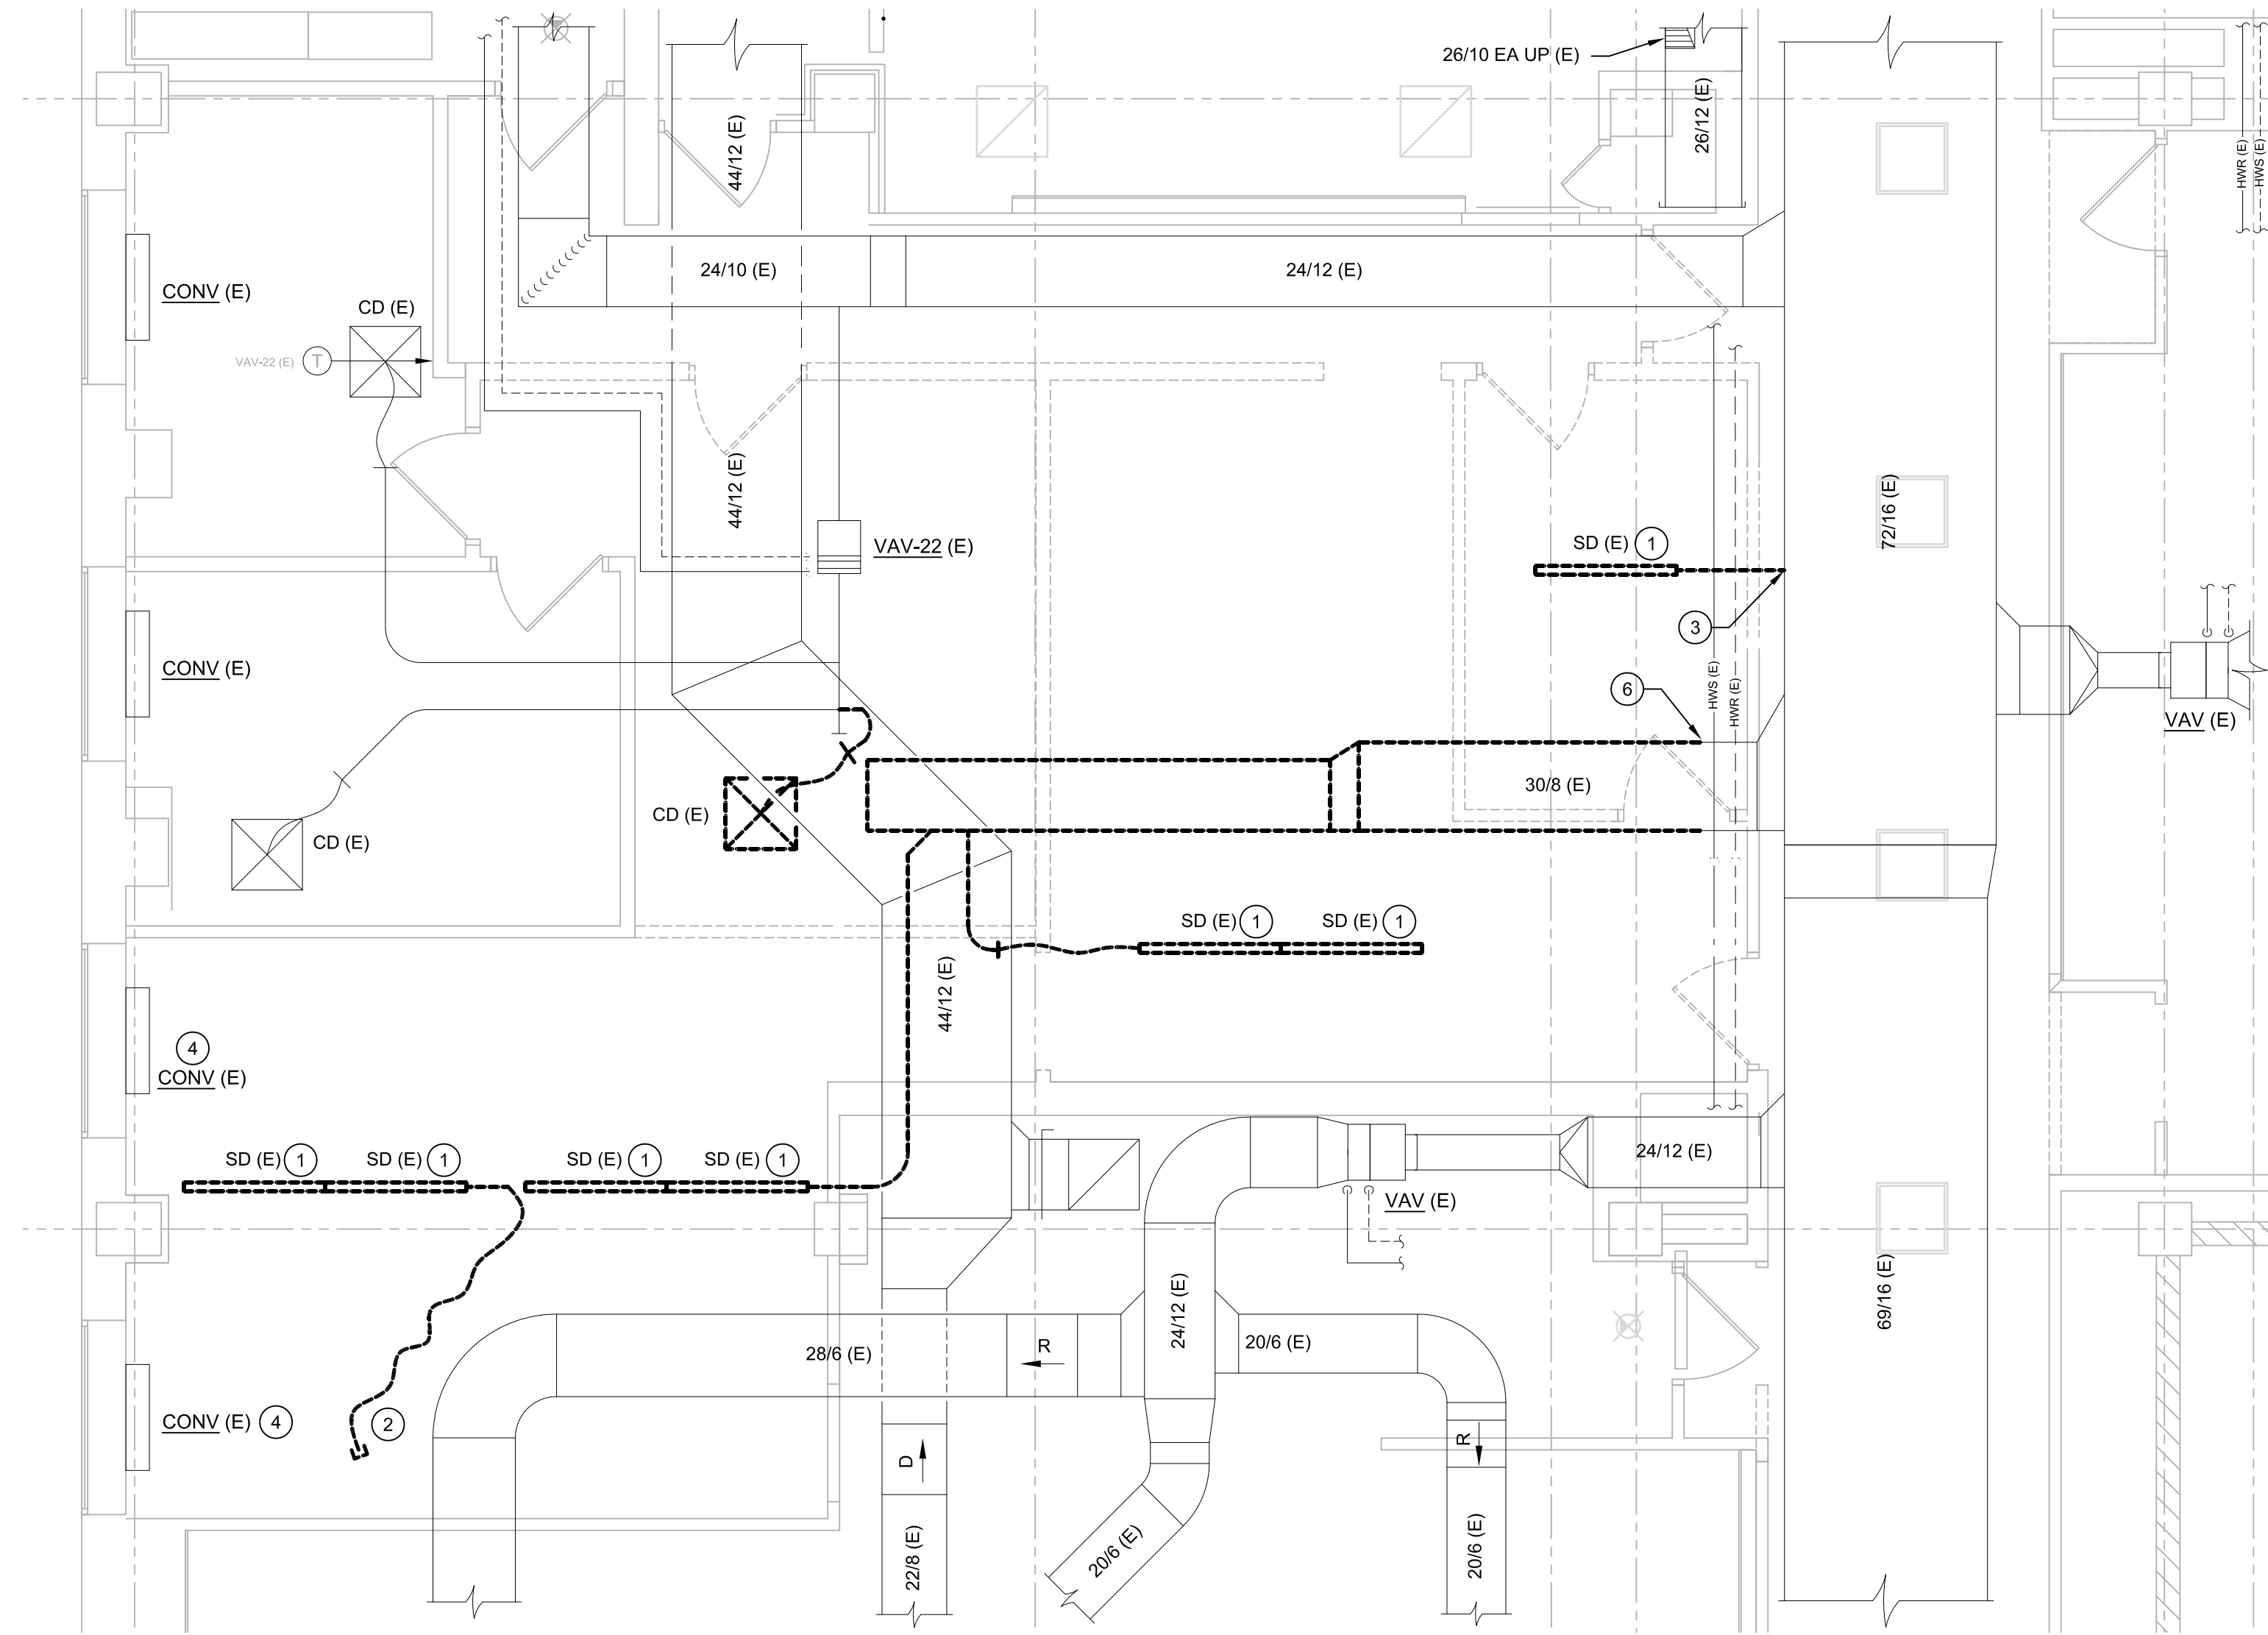 26/10 EA UP (E)
44/12 (E)
26/12 (E)
HWR (E)
HWS (E)
24/10 (E)
24/12 (E)
CONV (E)
CD (E)
VAV-22 (E)
T
44/12 (E)
VAV-22 (E)
SD (E) 1
72/16 (E)
3
CONV (E)
6
HWS (E)
HWR (E)
VAV (E)
30/8 (E)
CD (E)
CD (E)
SD (E) 1
SD (E) 1
44/12 (E)
4
CONV (E)
SD (E) 1
SD (E) 1
SD (E) 1
SD (E) 1
24/12 (E)
VAV (E)
24/12 (E)
69/16 (E)
28/6 (E)
R
20/6 (E)
CONV (E) 4
2
D
R
22/8 (E)
20/6 (E)
20/6 (E)